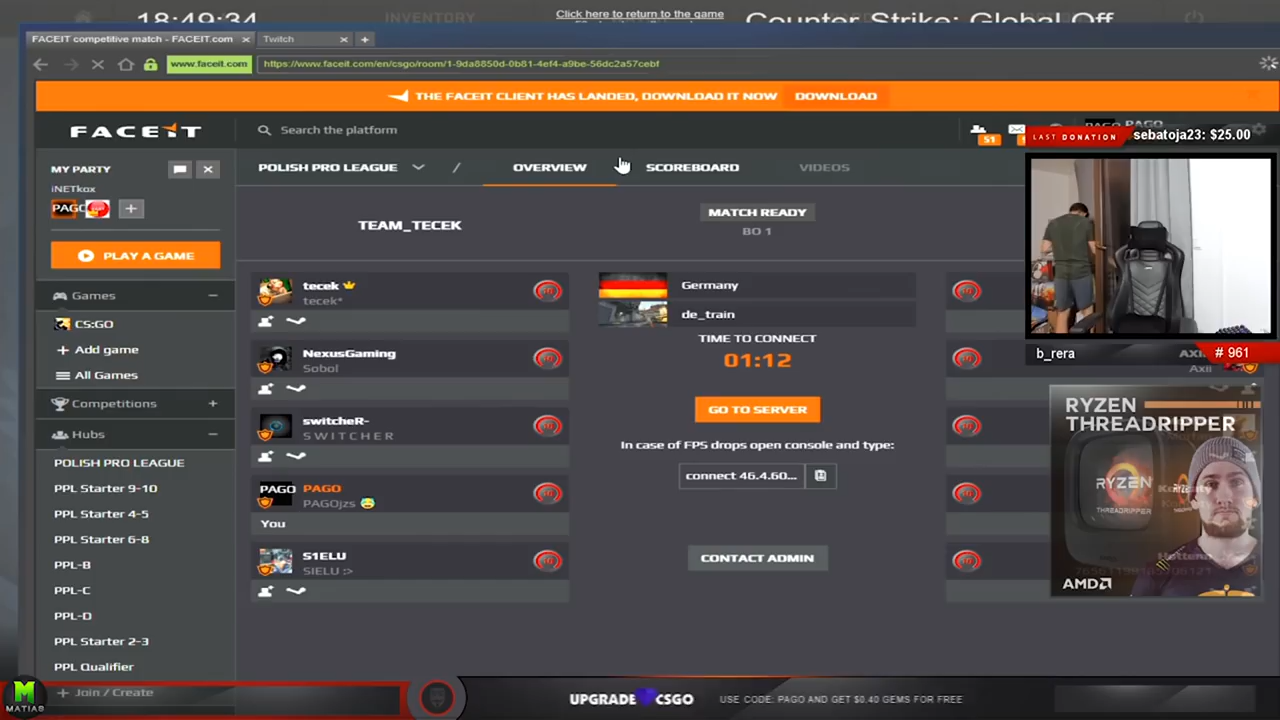 18:49:34
INVENTORY
Click here to return to the game
Counter Strike: Global Off
FACEIT competitive match - FACEIT.com
Twitch
www.faceit.com
https://www.faceit.com/en/csgo/room/1-9da8850d-0b81-4ef4-a9be-56dc2a57cebf
THE FACEIT CLIENT HAS LANDED, DOWNLOAD IT NOW
DOWNLOAD
FACEIT
Search the platform
51
PAGO
LAST DONATION
sebatoja23: $25.00
MY PARTY
iNETkox
PAGO
PLAY A GAME
Games
CS:GO
Add game
All Games
Competitions
Hubs
POLISH PRO LEAGUE
PPL Starter 9-10
PPL Starter 4-5
PPL Starter 6-8
PPL-B
PPL-C
PPL-D
PPL Starter 2-3
PPL Qualifier
Join / Create
POLISH PRO LEAGUE
/
OVERVIEW
SCOREBOARD
VIDEOS
TEAM_TECEK
MATCH READY
BO 1
tecek
tecek*
NexusGaming
Sobol
switcheR-
S W I T C H E R
PAGO
PAGO
PAGOjzs
You
S1ELU
SIELU :>
Germany
de_train
TIME TO CONNECT
01:12
GO TO SERVER
In case of FPS drops open console and type:
connect 46.4.60...
CONTACT ADMIN
b_rera
# 961
Axii
RYZEN
THREADRIPPER
RYZEN
THREADRIPPER
AMD
M
MATIAS
UPGRADE CSGO
USE CODE: PAGO AND GET $0.40 GEMS FOR FREE